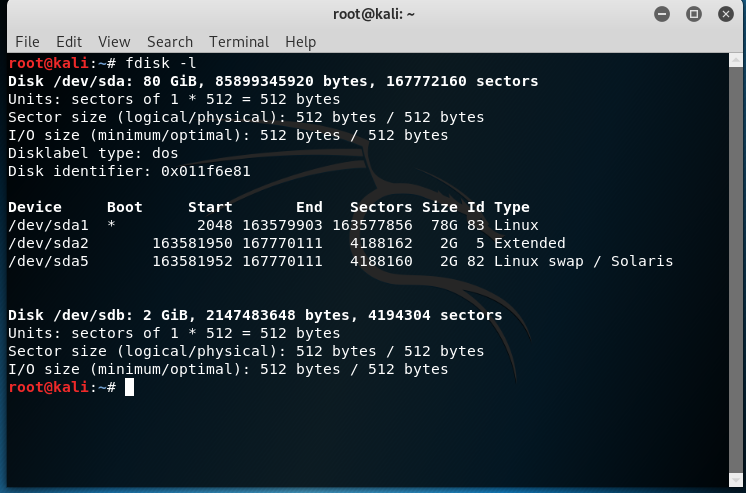 root@kali: ~
File Edit View Search Terminal Help
root@kali:~# fdisk -l
Disk /dev/sda: 80 GiB, 85899345920 bytes, 167772160 sectors
Units: sectors of 1 * 512 = 512 bytes
Sector size (logical/physical): 512 bytes / 512 bytes
I/O size (minimum/optimal): 512 bytes / 512 bytes
Disklabel type: dos
Disk identifier: 0x011f6e81
Device     Boot     Start       End   Sectors Size Id Type
/dev/sda1  *         2048 163579903 163577856  78G 83 Linux
/dev/sda2       163581950 167770111   4188162   2G  5 Extended
/dev/sda5       163581952 167770111   4188160   2G 82 Linux swap / Solaris
Disk /dev/sdb: 2 GiB, 2147483648 bytes, 4194304 sectors
Units: sectors of 1 * 512 = 512 bytes
Sector size (logical/physical): 512 bytes / 512 bytes
I/O size (minimum/optimal): 512 bytes / 512 bytes
root@kali:~#